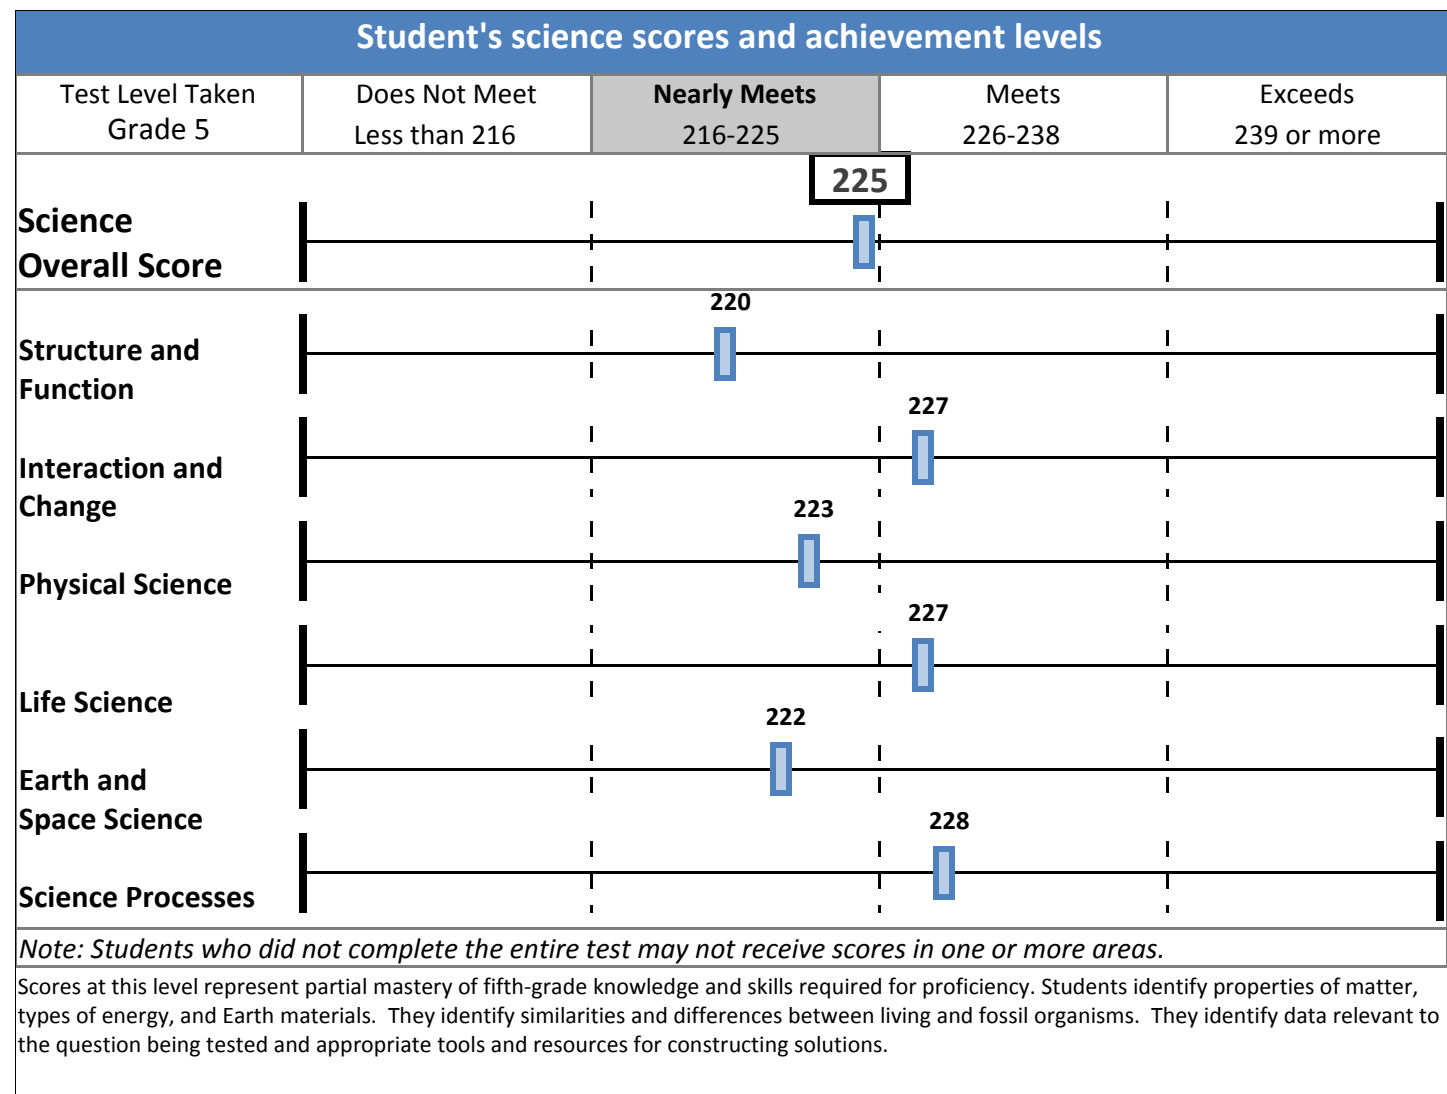 Student's science scores and achievement levels
Test Level Taken
Grade 5
Does Not Meet
Less than 216
Nearly Meets
216-225
Meets
226-238
Exceeds
239 or more
225
Science
Overall Score
220
Structure and
Function
227
Interaction and
Change
223
Physical Science
227
Life Science
222
Earth and
Space Science
228
Science Processes
Note: Students who did not complete the entire test may not receive scores in one or more areas.
Scores at this level represent partial mastery of fifth-grade knowledge and skills required for proficiency. Students identify properties of matter,
types of energy, and Earth materials.  They identify similarities and differences between living and fossil organisms.  They identify data relevant to
the question being tested and appropriate tools and resources for constructing solutions.